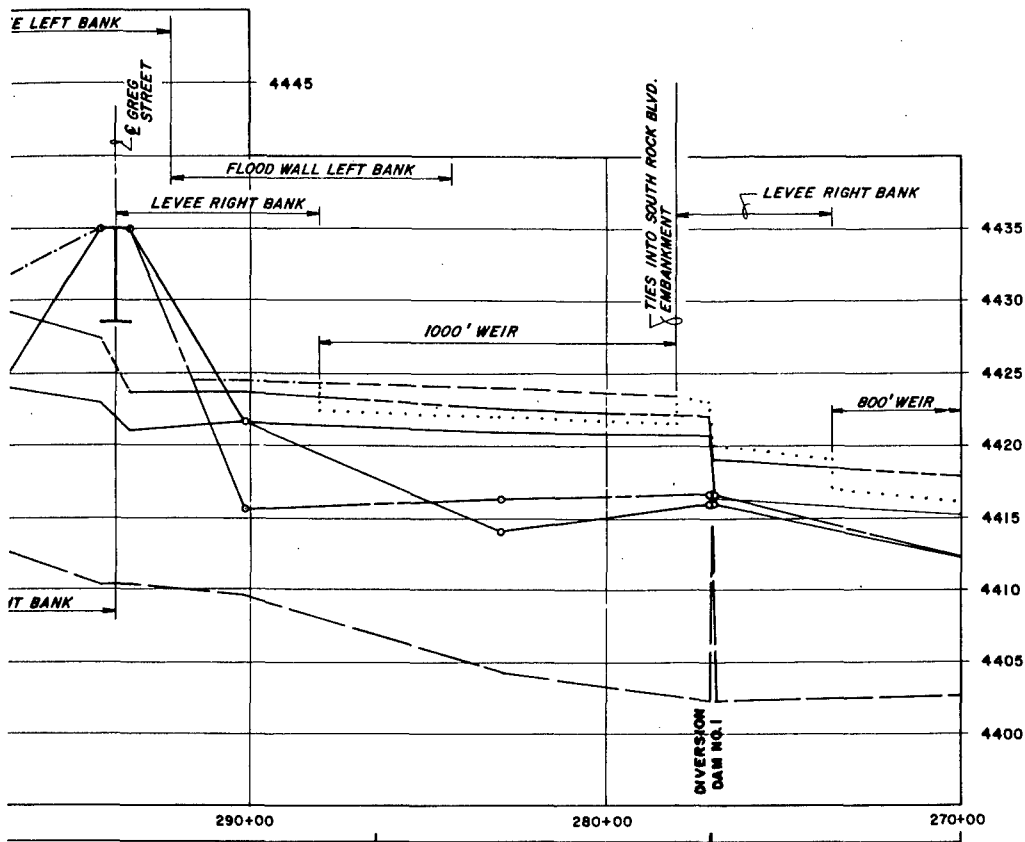 E LEFT BANK
4445
℄ GREG
STREET
FLOOD WALL LEFT BANK
LEVEE RIGHT BANK
TIES INTO SOUTH ROCK BLVD.
EMBANKMENT
LEVEE RIGHT BANK
4435
4430
1000' WEIR
4425
800' WEIR
4420
4415
4410
HT BANK
4405
4400
DIVERSION
DAM NO. 1
290+00
280+00
270+00